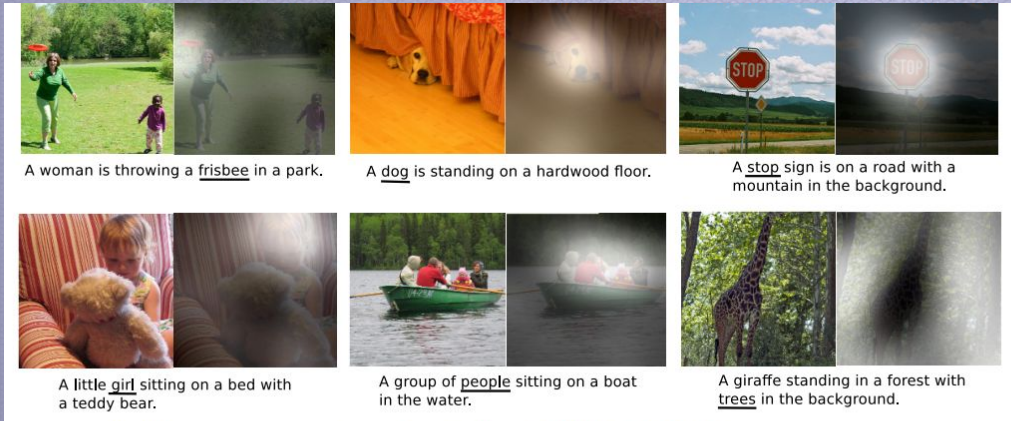 STOP
STOP
A woman is throwing a frisbee in a park.
A dog is standing on a hardwood floor.
A stop sign is on a road with a
mountain in the background.
A little girl sitting on a bed with
a teddy bear.
A group of people sitting on a boat
in the water.
A giraffe standing in a forest with
trees in the background.